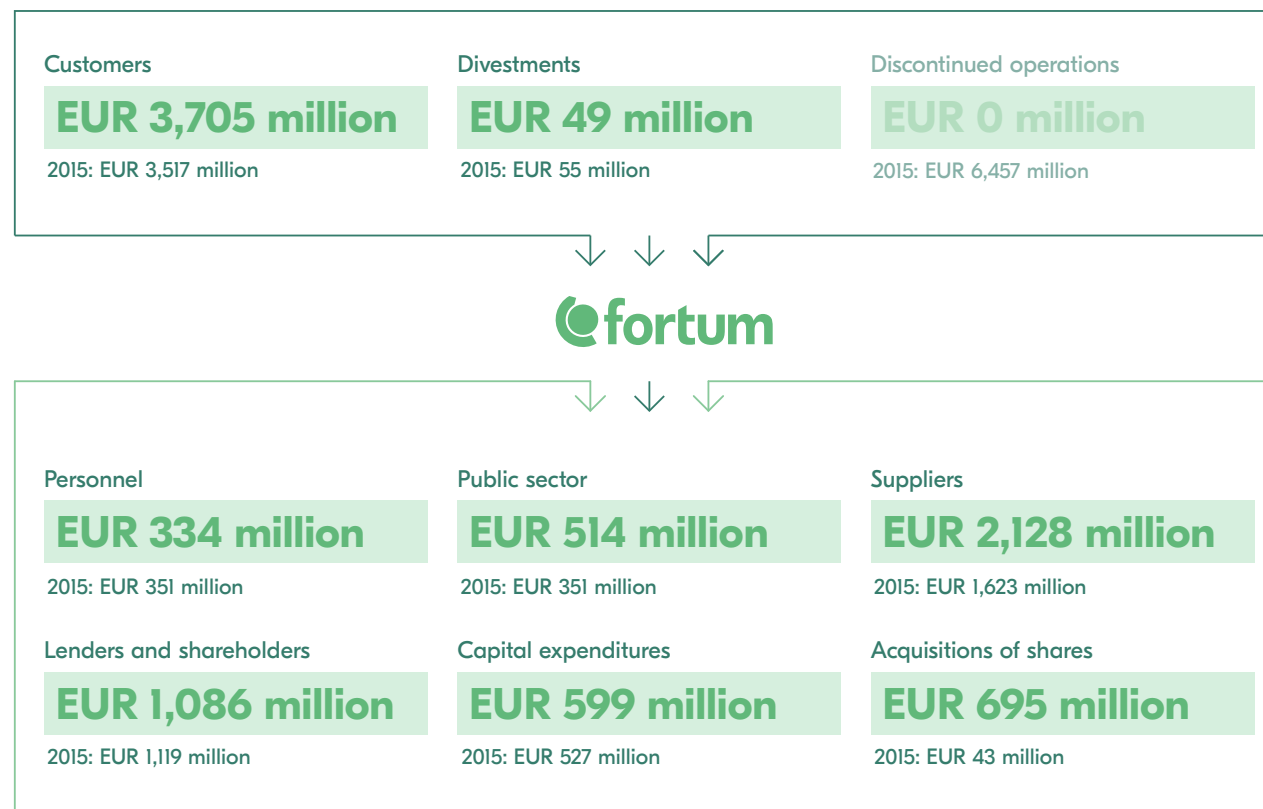 Customers
EUR 3,705 million
2015: EUR 3,517 million
Divestments
EUR 49 million
2015: EUR 55 million
Discontinued operations
EUR 0 million
2015: EUR 6,457 million
fortum
Personnel
EUR 334 million
2015: EUR 351 million
Public sector
EUR 514 million
2015: EUR 351 million
Suppliers
EUR 2,128 million
2015: EUR 1,623 million
Lenders and shareholders
EUR 1,086 million
2015: EUR 1,119 million
Capital expenditures
EUR 599 million
2015: EUR 527 million
Acquisitions of shares
EUR 695 million
2015: EUR 43 million